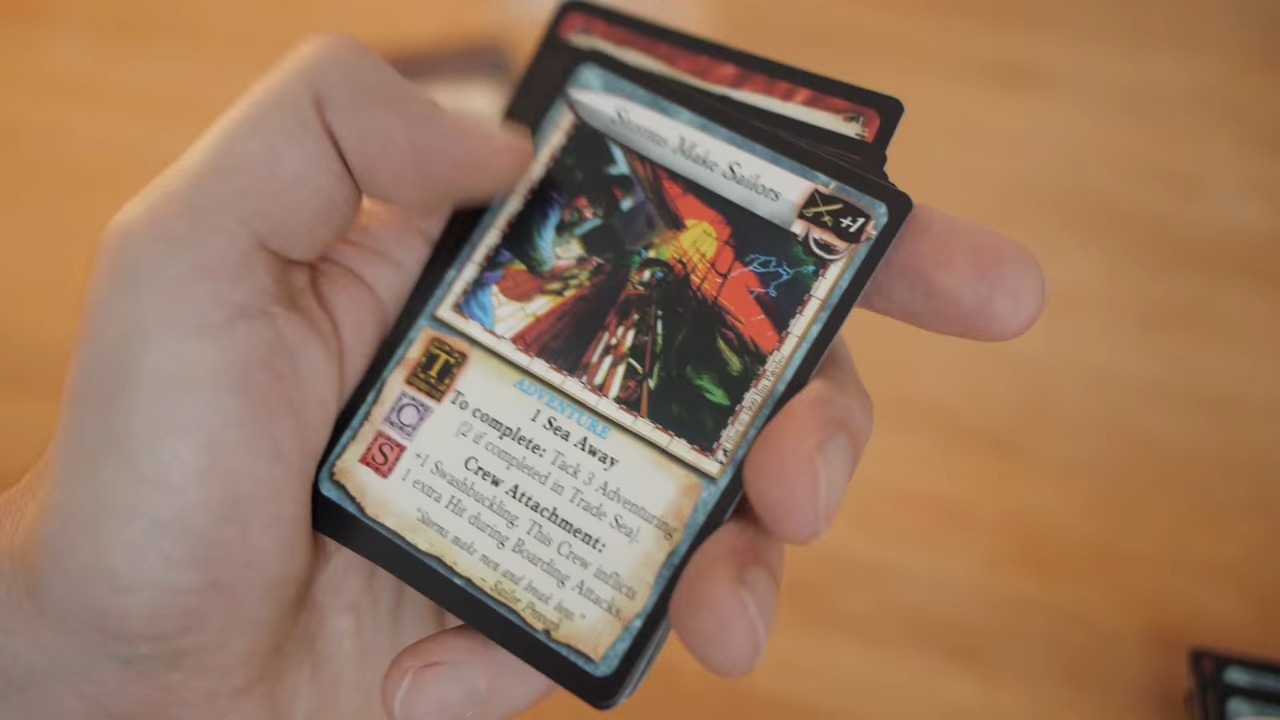 Storms Make Sailors
+1
T
C
S
ADVENTURE
1 Sea Away
To complete: Tack 3 Adventuring
(2 if completed in Trade Sea).
Crew Attachment:
+1 Swashbuckling. This Crew inflicts
1 extra Hit during Boarding Attacks.
"Storms make men and break them."
- Sailor Proverb